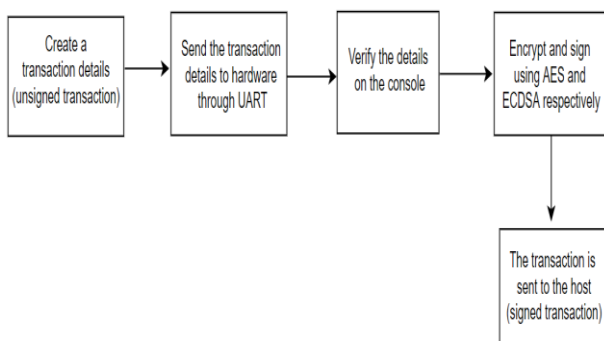 Create a
transaction details
(unsigned transaction)
Send the transaction
details to hardware
through UART
Verify the details
on the console
Encrypt and sign
using AES and
ECDSA respectively
The transaction is
sent to the host
(signed transaction)